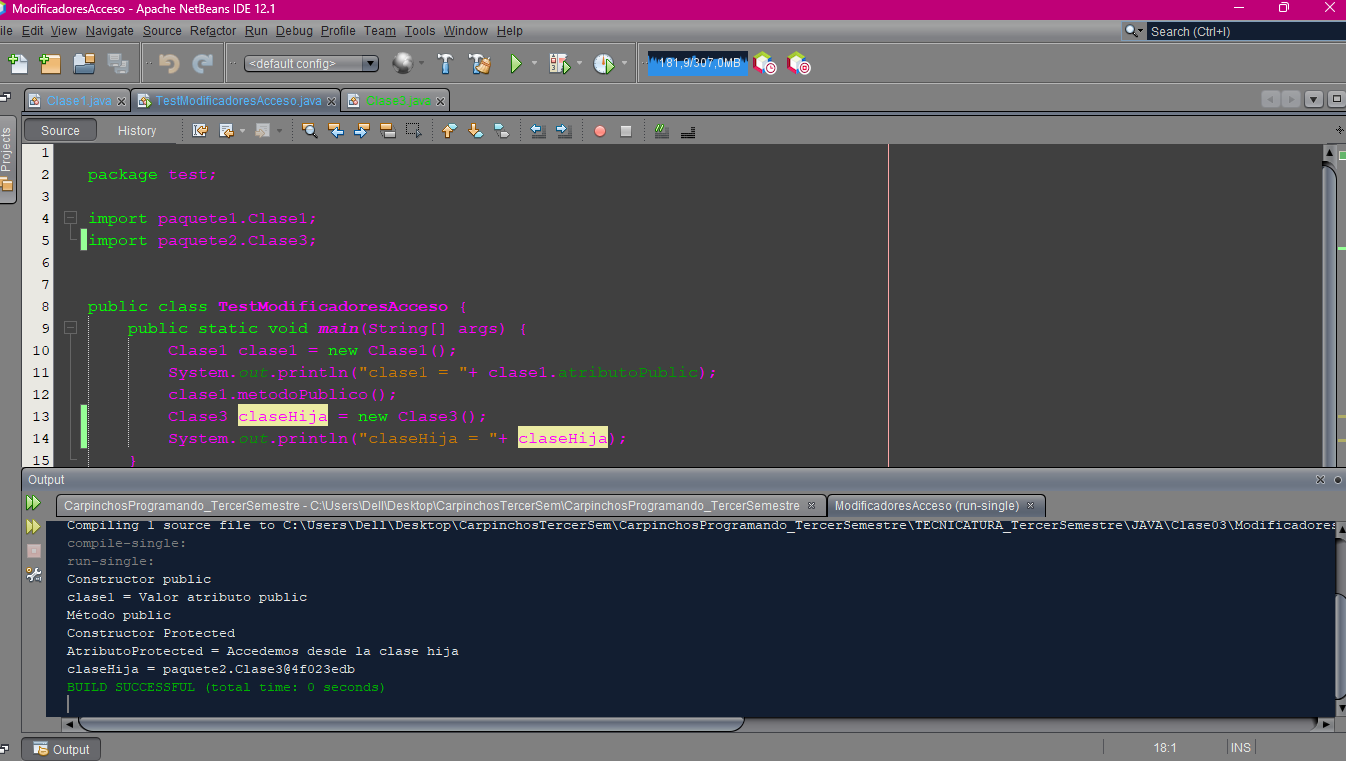 ModificadoresAcceso - Apache NetBeans IDE 12.1
ile Edit View Navigate Source Refactor Run Debug Profile Team Tools Window Help
Search (Ctrl+I)
<default config>
181,9/307,0MB
Clase1.java TestModificadoresAcceso.java Clase3.java
Source History
Projects
1
2 package test;
3
4 import paquete1.Clase1;
5 import paquete2.Clase3;
6
7
8 public class TestModificadoresAcceso {
9 public static void main(String[] args) {
10 Clase1 clase1 = new Clase1();
11 System.out.println("clase1 = "+ clase1.atributoPublic);
12 clase1.metodoPublico();
13 Clase3 claseHija = new Clase3();
14 System.out.println("claseHija = "+ claseHija);
15 }
Output
CarpinchosProgramando_TercerSemestre - C:\Users\Dell\Desktop\CarpinchosTercerSem\CarpinchosProgramando_TercerSemestre ModificadoresAcceso (run-single)
Compiling 1 source file to C:\Users\Dell\Desktop\CarpinchosTercerSem\CarpinchosProgramando_TercerSemestre\TECNICATURA_TercerSemestre\JAVA\Clase03\Modificadores
compile-single:
run-single:
Constructor public
clase1 = Valor atributo public
Método public
Constructor Protected
AtributoProtected = Accedemos desde la clase hija
claseHija = paquete2.Clase3@4f023edb
BUILD SUCCESSFUL (total time: 0 seconds)
Output
18:1 INS